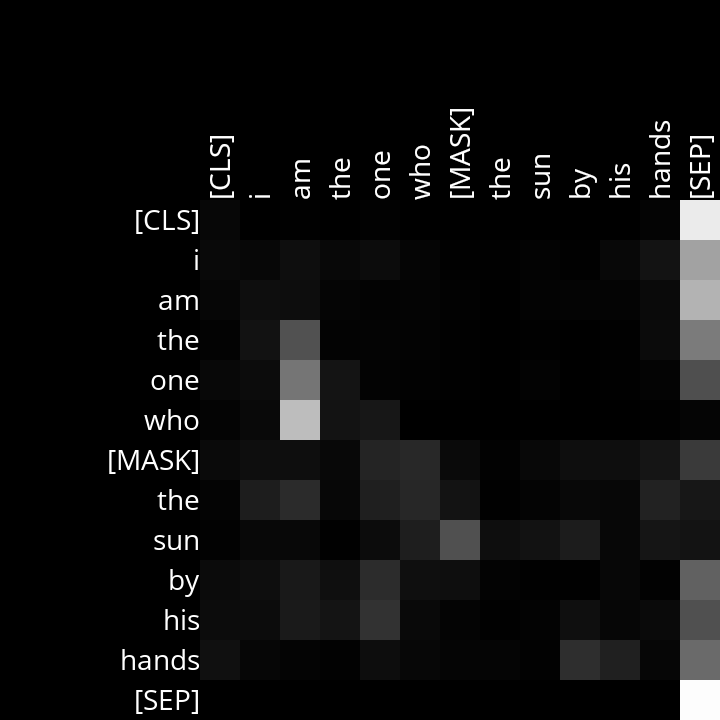 [CLS] i am the one who [MASK] the sun by his hands [SEP]
[CLS]
i
am
the
one
who
[MASK]
the
sun
by
his
hands
[SEP]